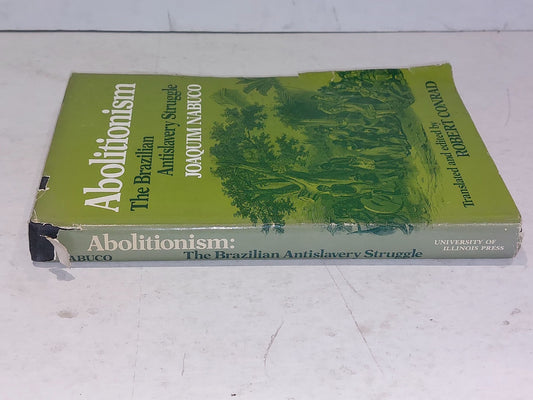 Abolitionism
The Brazilian
Antislavery Struggle
JOAQUIM NABUCO
Translated and edited by
ROBERT CONRAD
ABUCO
Abolitionism:
The Brazilian Antislavery Struggle
UNIVERSITY OF
ILLINOIS PRESS